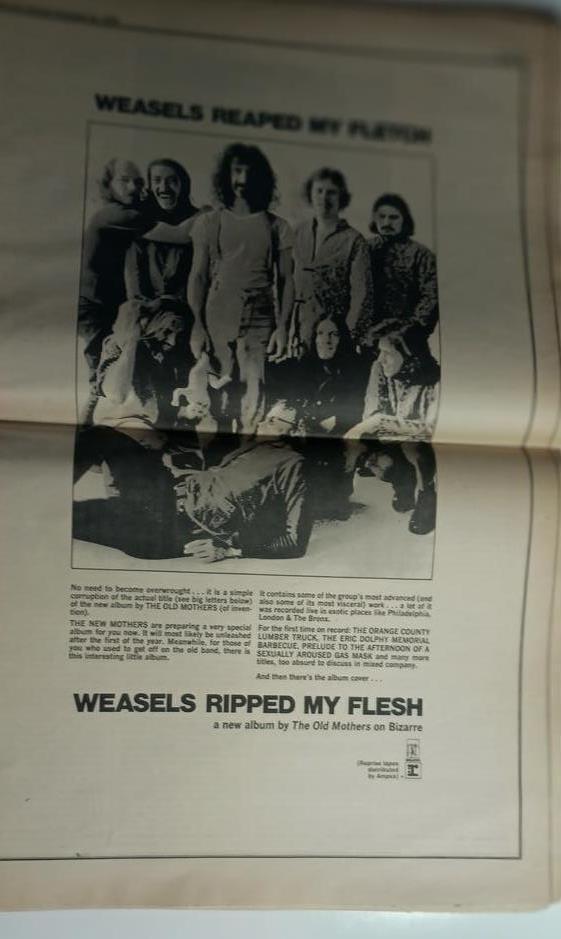 WEASELS REAPED MY FLETCH
No need to become overwrought . . . it is a simple
corruption of the actual title (see big letters below)
of the new album by THE OLD MOTHERS (of inven-
tion).
THE NEW MOTHERS are preparing a very special
album for you now. It will most likely be unleashed
after the first of the year. Meanwhile, for those of
you who used to get off on the old band, there is
this interesting little album.
It contains some of the group's most advanced (and
also some of its most visceral) work . . . a lot of it
was recorded live in exotic places like Philadelphia,
London & The Bronx.
For the first time on record: THE ORANGE COUNTY
LUMBER TRUCK, THE ERIC DOLPHY MEMORIAL
BARBECUE, PRELUDE TO THE AFTERNOON OF A
SEXUALLY AROUSED GAS MASK and many more
titles, too absurd to discuss in mixed company.
And then there's the album cover . . .
WEASELS RIPPED MY FLESH
a new album by The Old Mothers on Bizarre
(Reprise tapes
distributed
by Ampex)